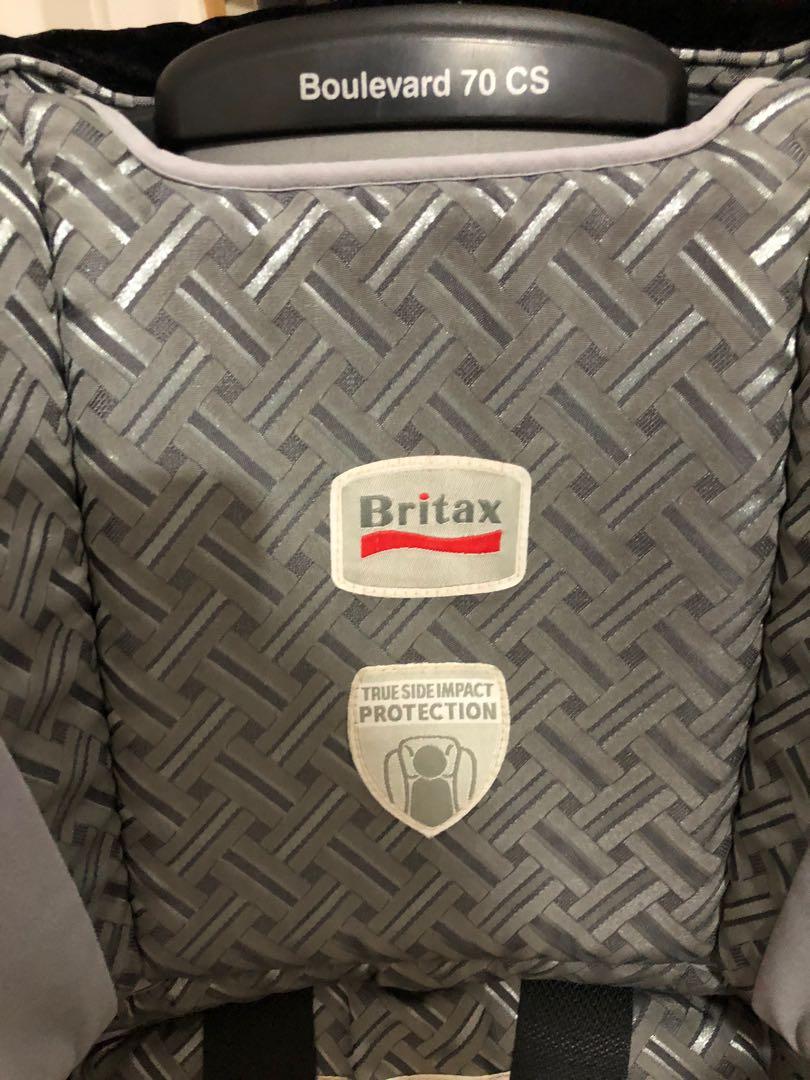 Boulevard 70 CS
Britax
TRUE SIDE IMPACT
PROTECTION